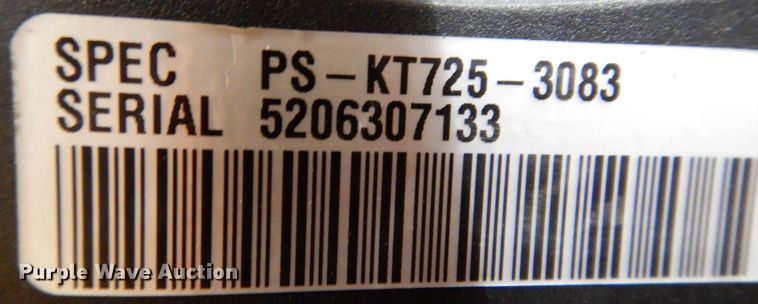 SPEC PS-KT725-3083
SERIAL 5206307133
Purple Wave Auction